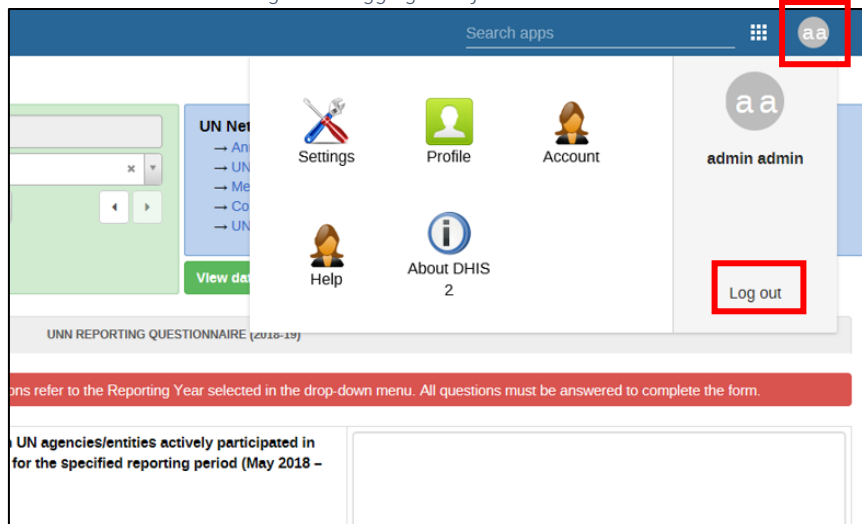 Search apps
aa
aa
UN Net
→ An
→ UN
→ Me
→ Co
→ UN
Settings
Profile
Account
admin admin
View dat
Help
About DHIS
2
Log out
UNN REPORTING QUESTIONNAIRE (2018-19)
ons refer to the Reporting Year selected in the drop-down menu. All questions must be answered to complete the form.
UN agencies/entities actively participated in
for the specified reporting period (May 2018 –